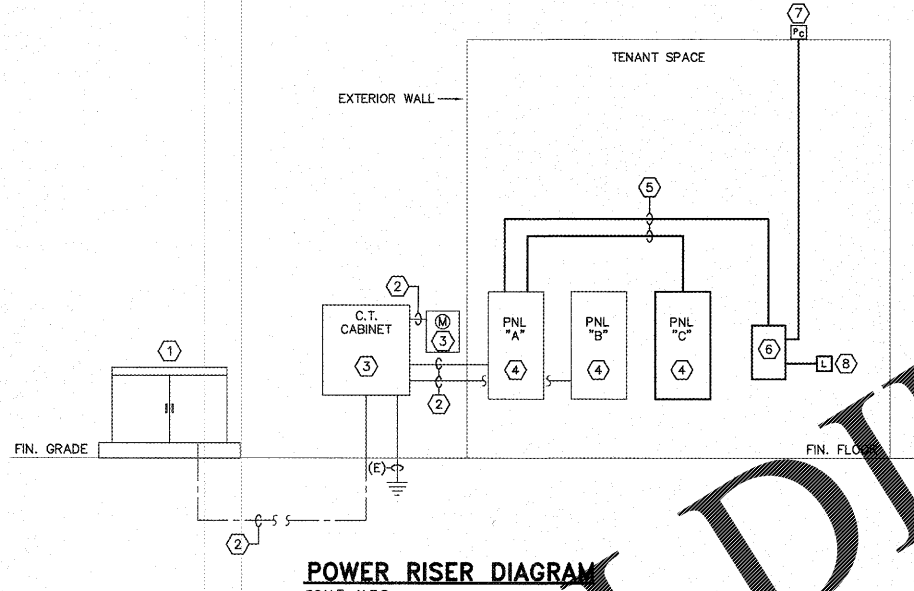 7
Pc
TENANT SPACE
EXTERIOR WALL
5
2
C.T.
CABINET
M
3
3
PNL
"A"
4
PNL
"B"
4
PNL
"C"
4
6
L
8
1
2
FIN. GRADE
FIN. FLOOR
(E)
2
POWER RISER DIAGRAM